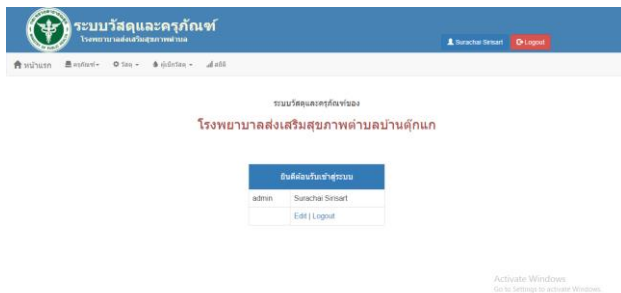 ระบบวัสดุและครุภัณฑ์
โรงพยาบาลส่งเสริมสุขภาพตำบล
Surachai Sirisart Logout
หน้าแรก ครุภัณฑ์ วัสดุ ผู้เบิกวัสดุ สถิติ
ระบบวัสดุและครุภัณฑ์ของ
โรงพยาบาลส่งเสริมสุขภาพตำบลบ้านตุ๊กแก
ยินดีต้อนรับเข้าสู่ระบบ
admin Surachai Sirisart
Edit | Logout
Activate Windows
Go to Settings to activate Windows.